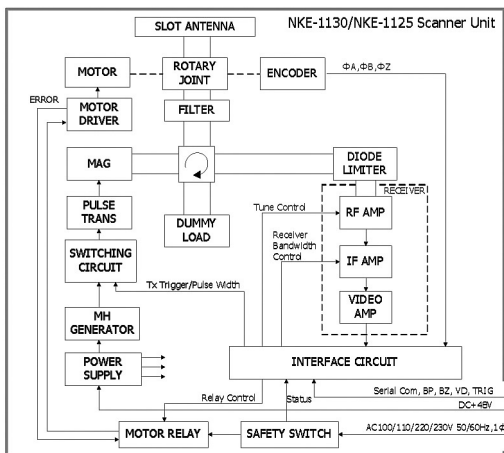 SLOT ANTENNA
NKE-1130/NKE-1125 Scanner Unit
MOTOR
ROTARY
JOINT
ENCODER
ΦA,ΦB,ΦZ
ERROR
MOTOR
DRIVER
FILTER
MAG
DIODE
LIMITER
RECEIVER
PULSE
TRANS
DUMMY
LOAD
Tune Control
RF AMP
SWITCHING
CIRCUIT
Receiver
Bandwidth
Control
IF AMP
Tx Trigger/Pulse Width
VIDEO
AMP
MH
GENERATOR
POWER
SUPPLY
INTERFACE CIRCUIT
Relay Control
Status
Serial Com, BP, BZ, VD, TRIG
DC+48V
MOTOR RELAY
SAFETY SWITCH
AC100/110/220/230V 50/60Hz,1Φ